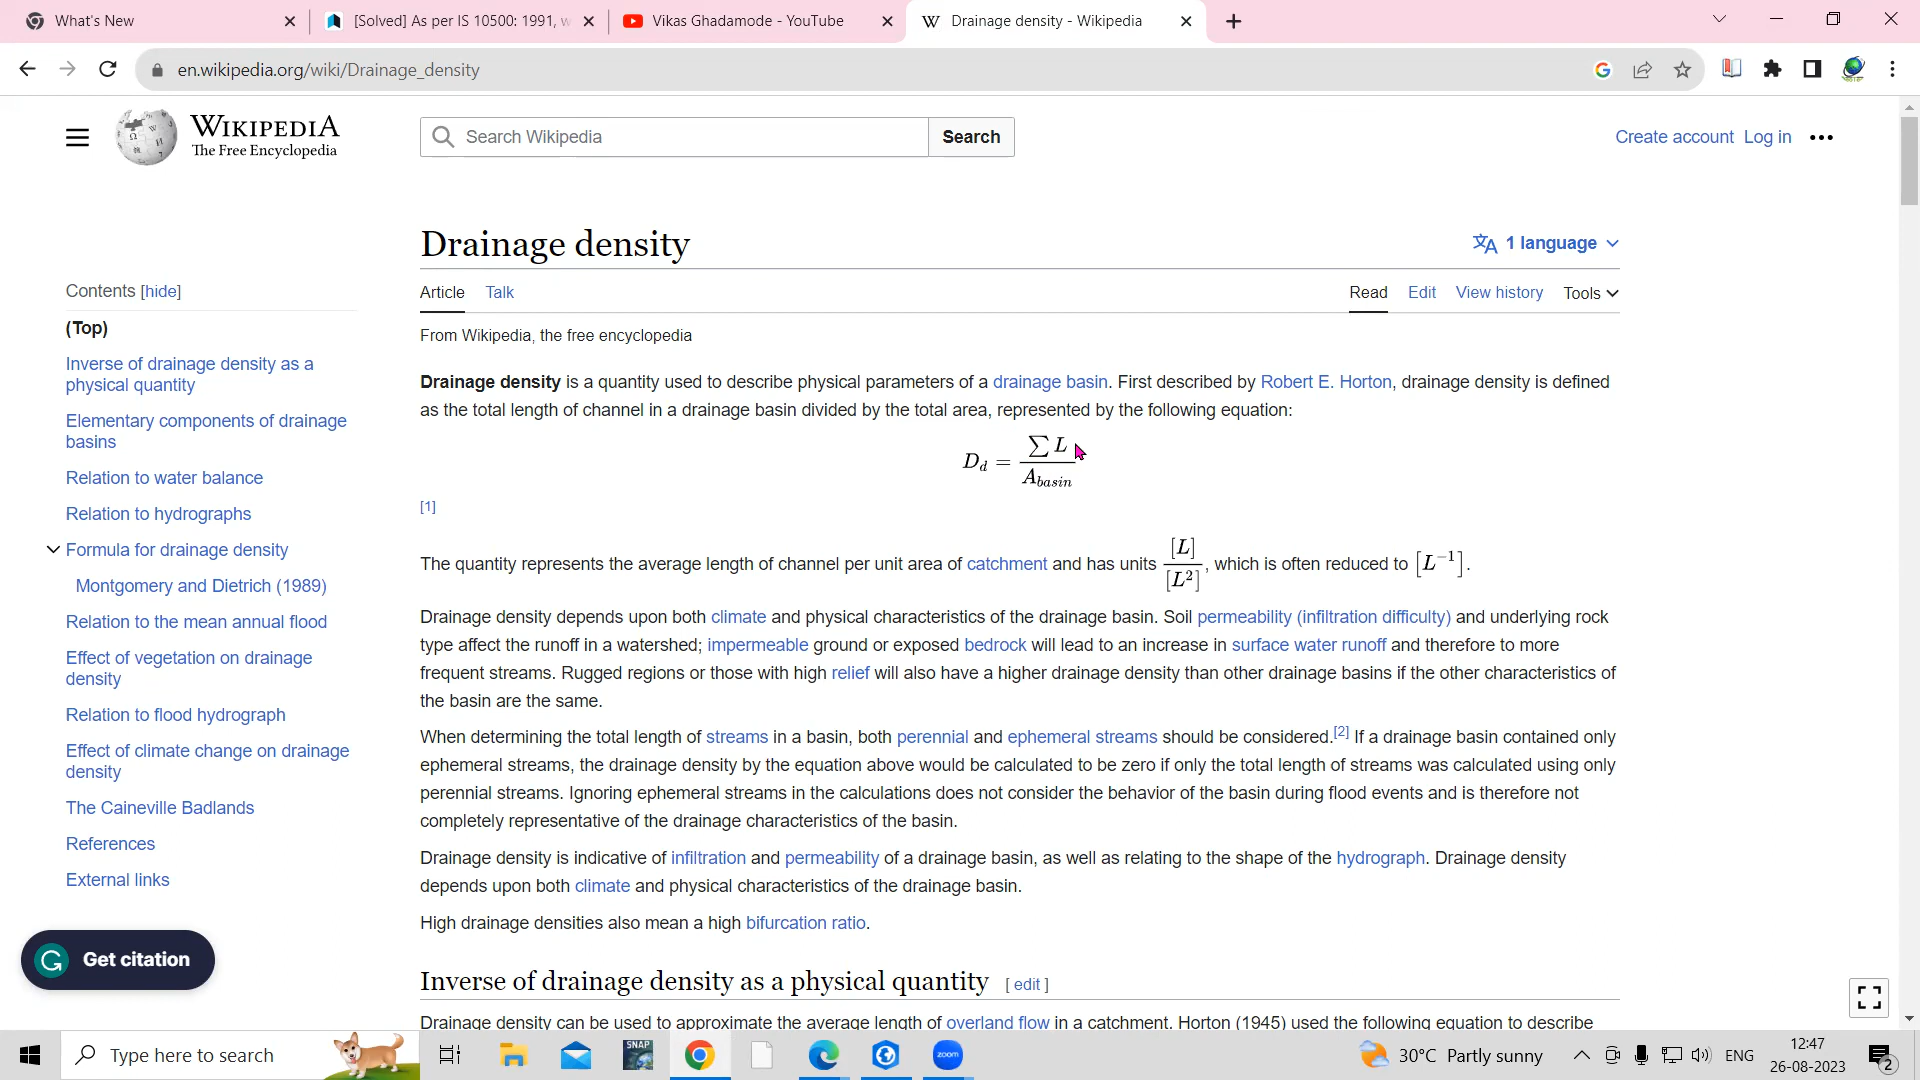 What's New
[Solved] As per IS 10500: 1991, w
Vikas Ghadamode - YouTube
W Drainage density - Wikipedia
en.wikipedia.org/wiki/Drainage_density
WIKIPEDIA
The Free Encyclopedia
Search Wikipedia
Search
Create account Log in
Drainage density
1 language
Article Talk
Read Edit View history Tools
From Wikipedia, the free encyclopedia
Contents [hide]
(Top)
Inverse of drainage density as a
physical quantity
Elementary components of drainage
basins
Relation to water balance
Relation to hydrographs
Formula for drainage density
Montgomery and Dietrich (1989)
Relation to the mean annual flood
Effect of vegetation on drainage
density
Relation to flood hydrograph
Effect of climate change on drainage
density
The Caineville Badlands
References
External links
Get citation
Drainage density is a quantity used to describe physical parameters of a drainage basin. First described by Robert E. Horton, drainage density is defined
as the total length of channel in a drainage basin divided by the total area, represented by the following equation:
D_d = ∑ L / A_basin
[1]
The quantity represents the average length of channel per unit area of catchment and has units [L] / [L²], which is often reduced to [L⁻¹].
Drainage density depends upon both climate and physical characteristics of the drainage basin. Soil permeability (infiltration difficulty) and underlying rock
type affect the runoff in a watershed; impermeable ground or exposed bedrock will lead to an increase in surface water runoff and therefore to more
frequent streams. Rugged regions or those with high relief will also have a higher drainage density than other drainage basins if the other characteristics of
the basin are the same.
When determining the total length of streams in a basin, both perennial and ephemeral streams should be considered.[2] If a drainage basin contained only
ephemeral streams, the drainage density by the equation above would be calculated to be zero if only the total length of streams was calculated using only
perennial streams. Ignoring ephemeral streams in the calculations does not consider the behavior of the basin during flood events and is therefore not
completely representative of the drainage characteristics of the basin.
Drainage density is indicative of infiltration and permeability of a drainage basin, as well as relating to the shape of the hydrograph. Drainage density
depends upon both climate and physical characteristics of the drainage basin.
High drainage densities also mean a high bifurcation ratio.
Inverse of drainage density as a physical quantity [ edit ]
Drainage density can be used to approximate the average length of overland flow in a catchment. Horton (1945) used the following equation to describe
Type here to search
SNAP
zoom
30°C Partly sunny
ENG
12:47
26-08-2023
2